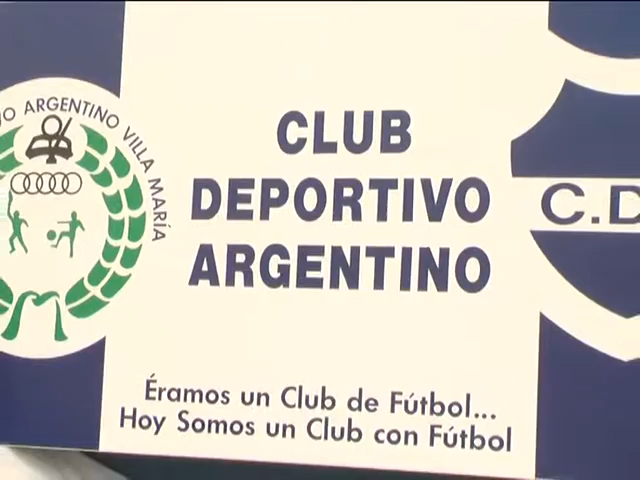 ARGENTINO VILLA MARÍA
CLUB
DEPORTIVO
ARGENTINO
C.D
Éramos un Club de Fútbol...
Hoy Somos un Club con Fútbol